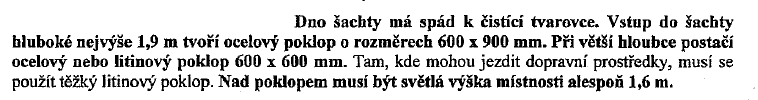 Dno šachty má spád k čistící tvarovce. Vstup do šachty
hluboké nejvýše 1,9 m tvoří ocelový poklop o rozměrech 600 x 900 mm. Při větší hloubce postačí
ocelový nebo litinový poklop 600 x 600 mm. Tam, kde mohou jezdit dopravní prostředky, musí se
použít těžký litinový poklop. Nad poklopem musí být světlá výška místnosti alespoň 1,6 m.